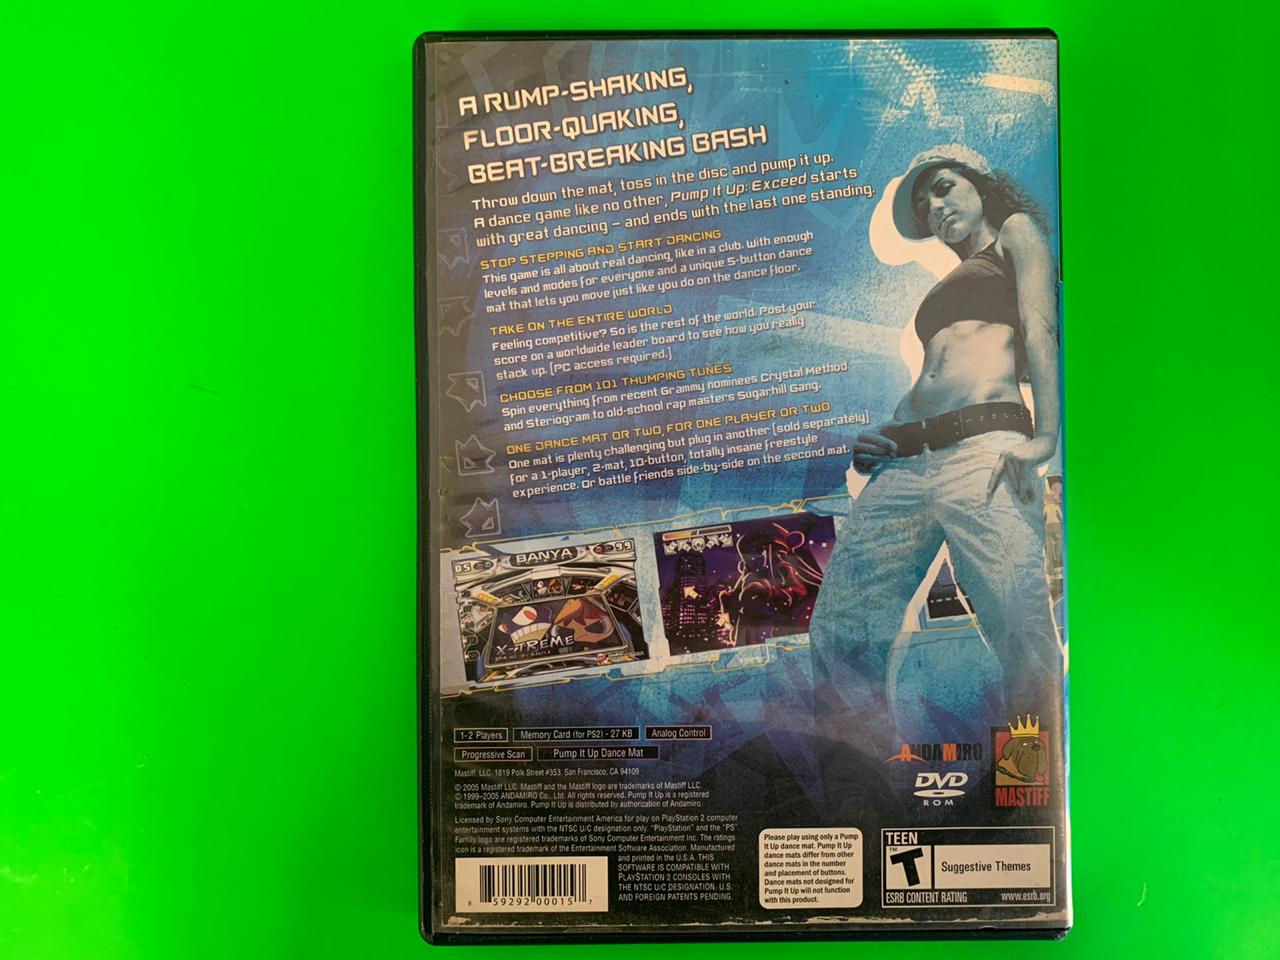 A RUMP-SHAKING,
FLOOR-QUAKING,
BEAT-BREAKING BASH
Throw down the mat, toss in the disc and pump it up.
A dance game like no other, Pump It Up: Exceed starts
with great dancing – and ends with the last one standing.
STOP STEPPING AND START DANCING
This game is all about real dancing, like in a club. With enough
levels and modes for everyone and a unique 5-button dance
mat that lets you move just like you do on the dance floor.
TAKE ON THE ENTIRE WORLD
Feeling competitive? So is the rest of the world. Post your
score on a worldwide leader board to see how you really
stack up. [PC access required.]
CHOOSE FROM 101 THUMPING TUNES
Spin everything from recent Grammy nominees Crystal Method
and Steriogram to old-school rap masters Sugarhill Gang.
ONE DANCE MAT OR TWO, FOR ONE PLAYER OR TWO
One mat is plenty challenging but plug in another [sold separately]
for a 1-player, 2-mat, 10-button, totally insane freestyle
experience. Or battle friends side-by-side on the second mat.
05 BANYA 99
X-TREME
1-2 Players Memory Card (for PS2) - 27 KB Analog Control
Progressive Scan Pump It Up Dance Mat
Mastiff, LLC. 1819 Polk Street #353. San Francisco, CA 94109
© 2005 Mastiff LLC. Mastiff and the Mastiff logo are trademarks of Mastiff LLC.
© 1999-2005 ANDAMIRO Co., Ltd. All rights reserved. Pump It Up is a registered
trademark of Andamiro. Pump It Up is distributed by authorization of Andamiro.
Licensed by Sony Computer Entertainment America for play on PlayStation 2 computer
entertainment systems with the NTSC U/C designation only. "PlayStation" and the "PS"
Family logo are registered trademarks of Sony Computer Entertainment Inc. The ratings
icon is a registered trademark of the Entertainment Software Association. Manufactured
and printed in the U.S.A. THIS
SOFTWARE IS COMPATIBLE WITH
PLAYSTATION 2 CONSOLES WITH
THE NTSC U/C DESIGNATION. U.S.
AND FOREIGN PATENTS PENDING.
8 59292 00015 7
ANDAMIRO
DVD
ROM
MASTIFF
Please play using only a Pump
It Up dance mat. Pump It Up
dance mats differ from other
dance mats in the number
and placement of buttons.
Dance mats not designed for
Pump It Up will not function
with this product.
TEEN
T
™
Suggestive Themes
ESRB CONTENT RATING www.esrb.org